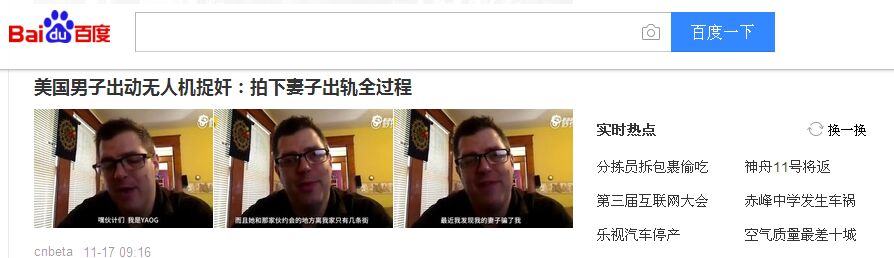 Bai du 百度
百度一下
美国男子出动无人机捉奸：拍下妻子出轨全过程
嘿伙计们 我是YAOG
而且她和那家伙约会的地方离我家只有几条街
最近我发现我的妻子骗了我
cnbeta 11-17 09:16
实时热点 换一换
分拣员拆包裹偷吃 神舟11号将返
第三届互联网大会 赤峰中学发生车祸
乐视汽车停产 空气质量最差十城